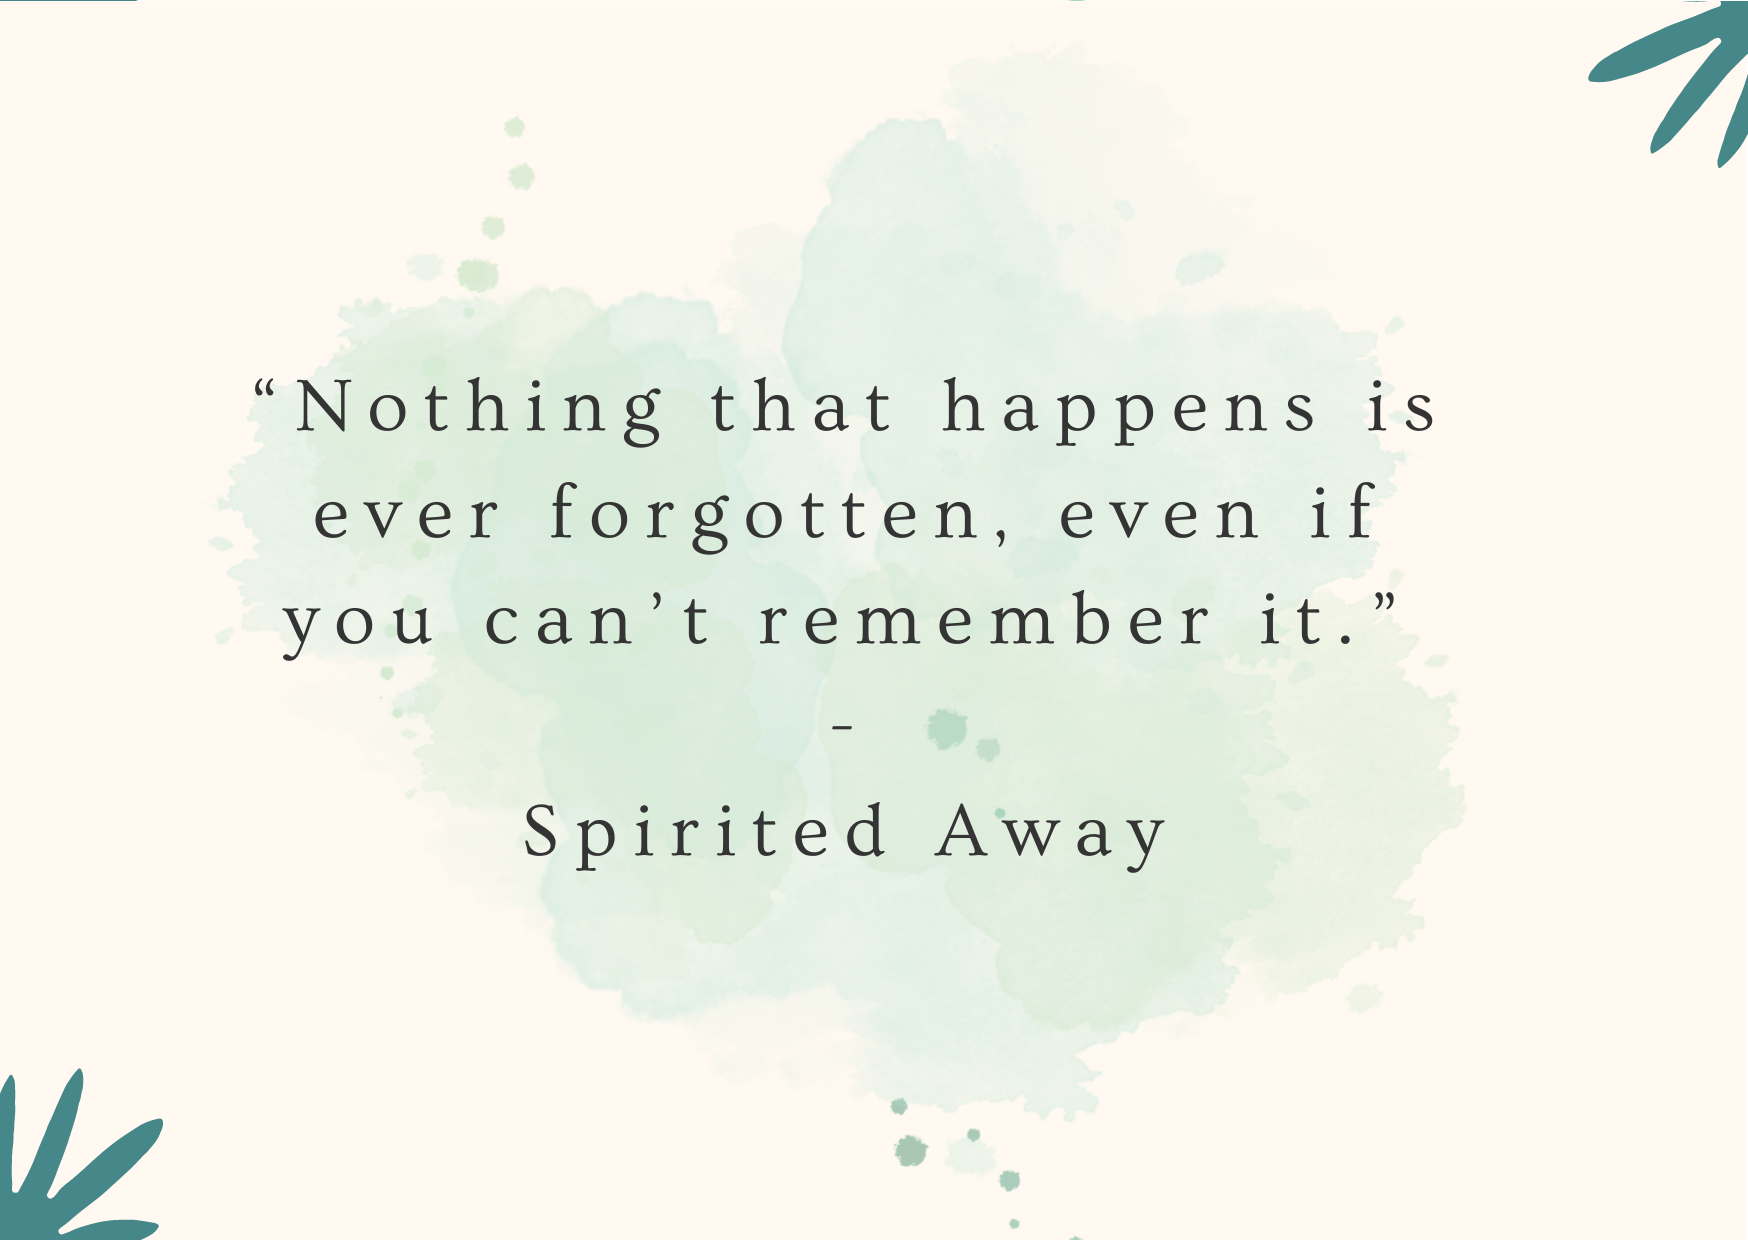 “Nothing that happens is
ever forgotten, even if
you can’t remember it.”
-
Spirited Away